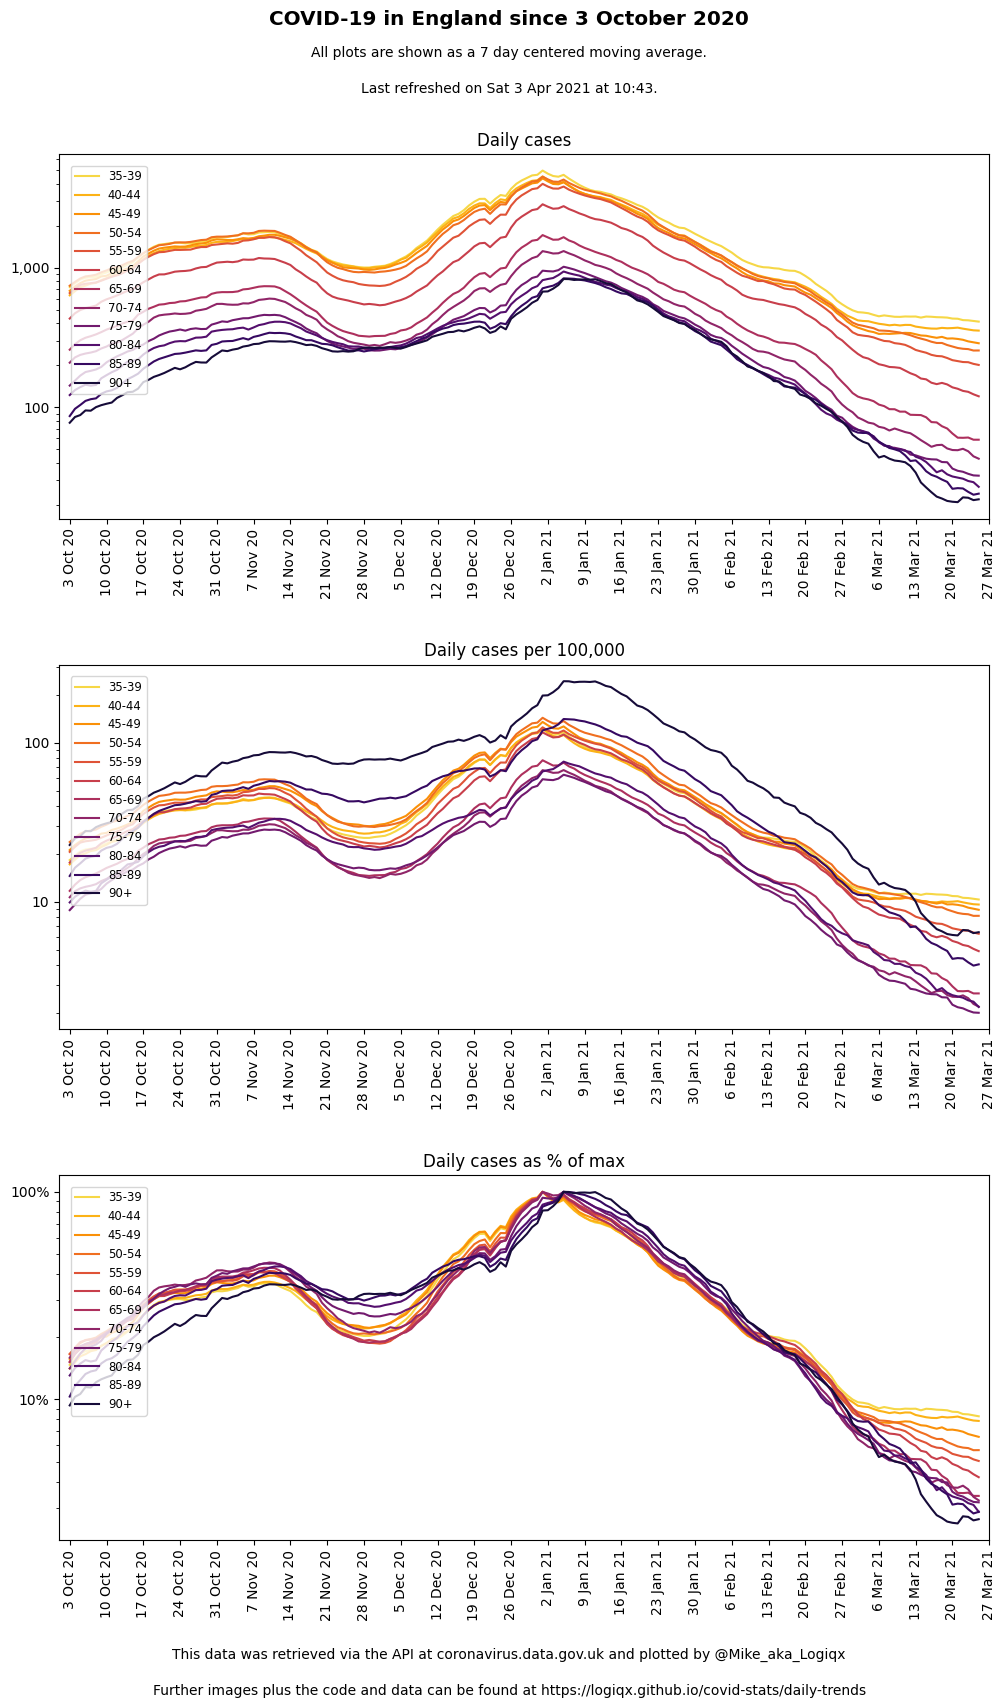 COVID-19 in England since 3 October 2020
All plots are shown as a 7 day centered moving average.
Last refreshed on Sat 3 Apr 2021 at 10:43.
Daily cases
35-39
40-44
45-49
50-54
55-59
60-64
65-69
70-74
75-79
80-84
85-89
90+
1,000
100
3 Oct 20
10 Oct 20
17 Oct 20
24 Oct 20
31 Oct 20
7 Nov 20
14 Nov 20
21 Nov 20
28 Nov 20
5 Dec 20
12 Dec 20
19 Dec 20
26 Dec 20
2 Jan 21
9 Jan 21
16 Jan 21
23 Jan 21
30 Jan 21
6 Feb 21
13 Feb 21
20 Feb 21
27 Feb 21
6 Mar 21
13 Mar 21
20 Mar 21
27 Mar 21
Daily cases per 100,000
35-39
40-44
45-49
50-54
55-59
60-64
65-69
70-74
75-79
80-84
85-89
90+
100
10
3 Oct 20
10 Oct 20
17 Oct 20
24 Oct 20
31 Oct 20
7 Nov 20
14 Nov 20
21 Nov 20
28 Nov 20
5 Dec 20
12 Dec 20
19 Dec 20
26 Dec 20
2 Jan 21
9 Jan 21
16 Jan 21
23 Jan 21
30 Jan 21
6 Feb 21
13 Feb 21
20 Feb 21
27 Feb 21
6 Mar 21
13 Mar 21
20 Mar 21
27 Mar 21
Daily cases as % of max
35-39
40-44
45-49
50-54
55-59
60-64
65-69
70-74
75-79
80-84
85-89
90+
100%
10%
3 Oct 20
10 Oct 20
17 Oct 20
24 Oct 20
31 Oct 20
7 Nov 20
14 Nov 20
21 Nov 20
28 Nov 20
5 Dec 20
12 Dec 20
19 Dec 20
26 Dec 20
2 Jan 21
9 Jan 21
16 Jan 21
23 Jan 21
30 Jan 21
6 Feb 21
13 Feb 21
20 Feb 21
27 Feb 21
6 Mar 21
13 Mar 21
20 Mar 21
27 Mar 21
This data was retrieved via the API at coronavirus.data.gov.uk and plotted by @Mike_aka_Logiqx
Further images plus the code and data can be found at https://logiqx.github.io/covid-stats/daily-trends